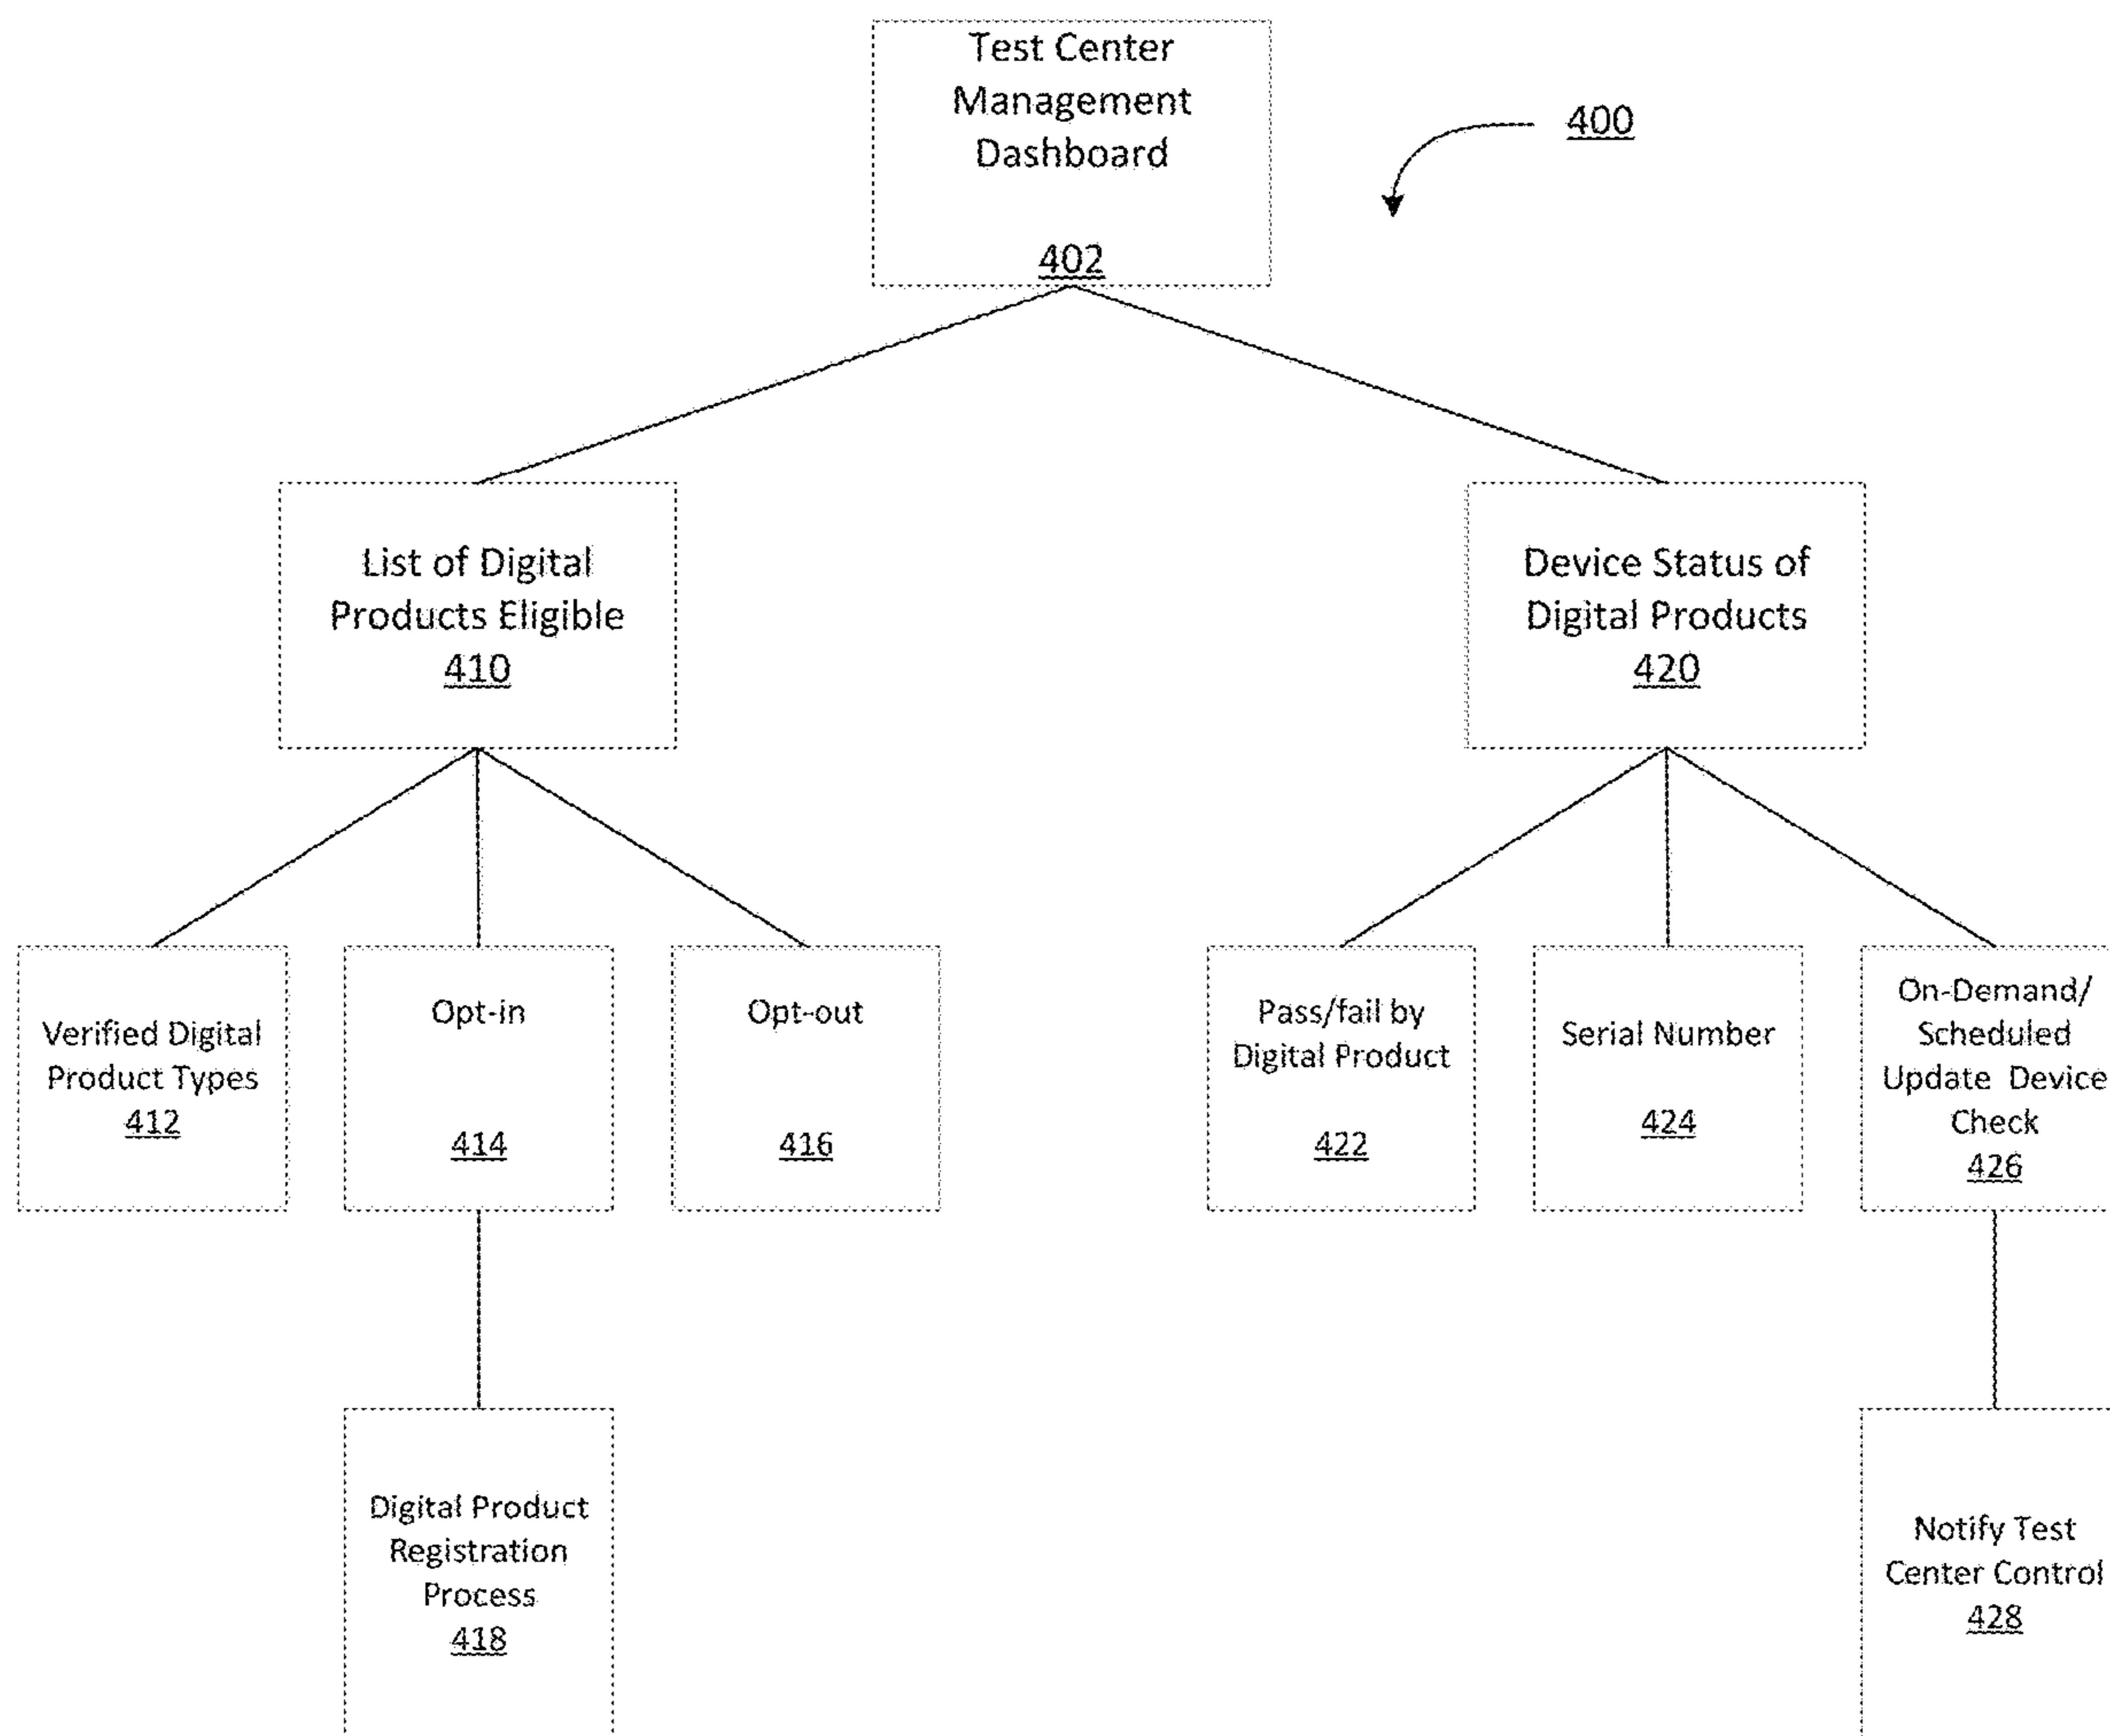 Test Center
Management
Dashboard
402
400
List of Digital
Products Eligible
410
Device Status of
Digital Products
420
Verified Digital
Product Types
412
Opt-in
414
Opt-out
416
Pass/fail by
Digital Product
422
Serial Number
424
On-Demand/
Scheduled
Update Device
Check
426
Digital Product
Registration
Process
418
Notify Test
Center Control
428